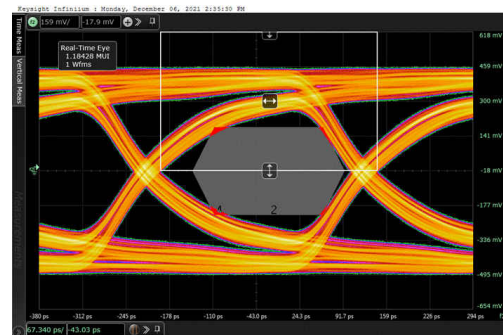 Keysight Infiniium : Monday, December 06, 2021 2:35:30 PM
159 mV/
-17.9 mV
Time Meas
Vertical Meas
Measurements
Real-Time Eye
1.18428 MUI
1 Wfms
618 mV
459 mV
300 mV
141 mV
-18 mV
-177 mV
-336 mV
-495 mV
-654 mV
2
-380 ps
-312 ps
-245 ps
-178 ps
-110 ps
-43.0 ps
24.3 ps
91.7 ps
159 ps
226 ps
294 ps
67.340 ps/
-43.03 ps